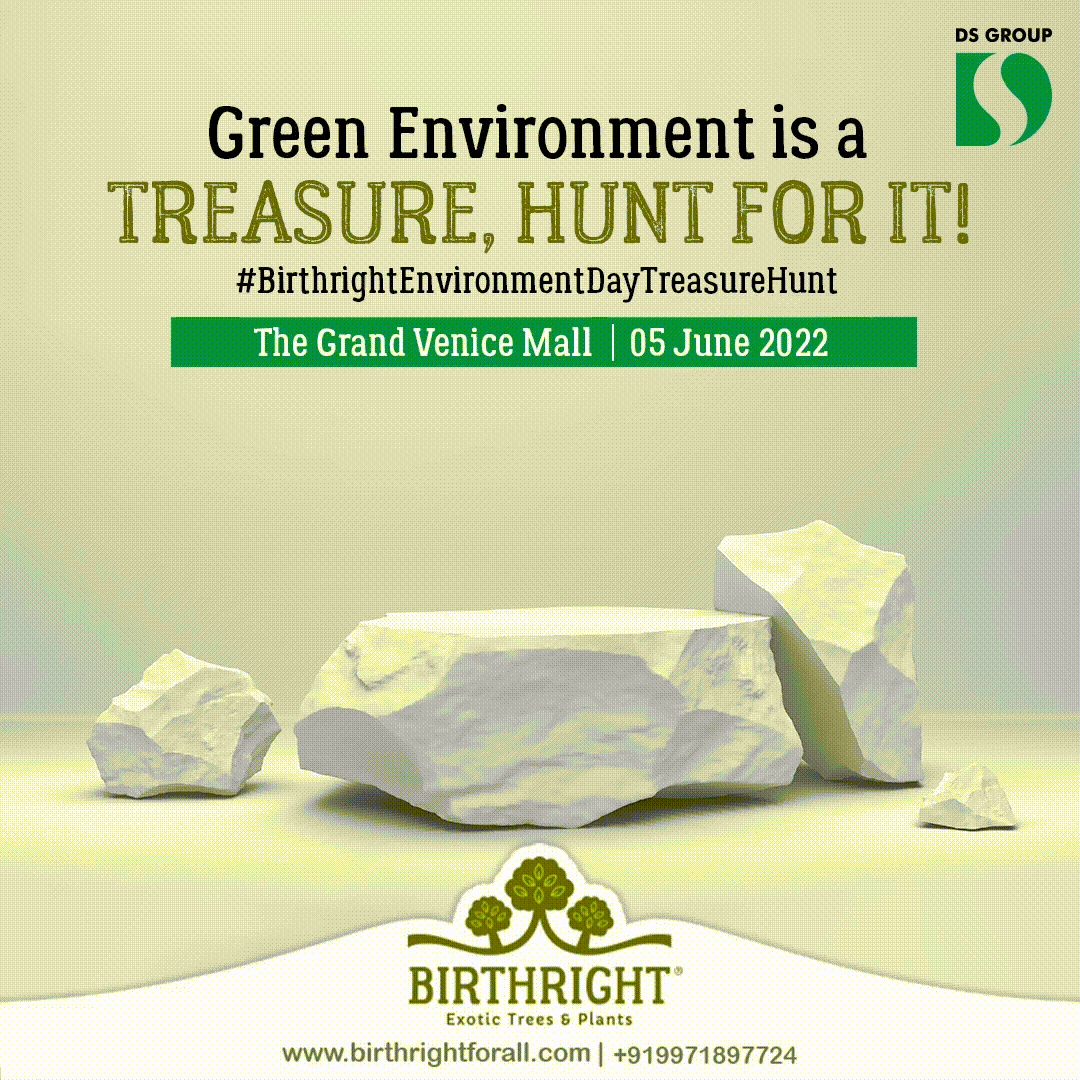 DS GROUP
Green Environment is a
TREASURE, HUNT FOR IT!
#BirthrightEnvironmentDayTreasureHunt
The Grand Venice Mall | 05 June 2022
BIRTHRIGHT®
Exotic Trees & Plants
www.birthrightforall.com | +919971897724